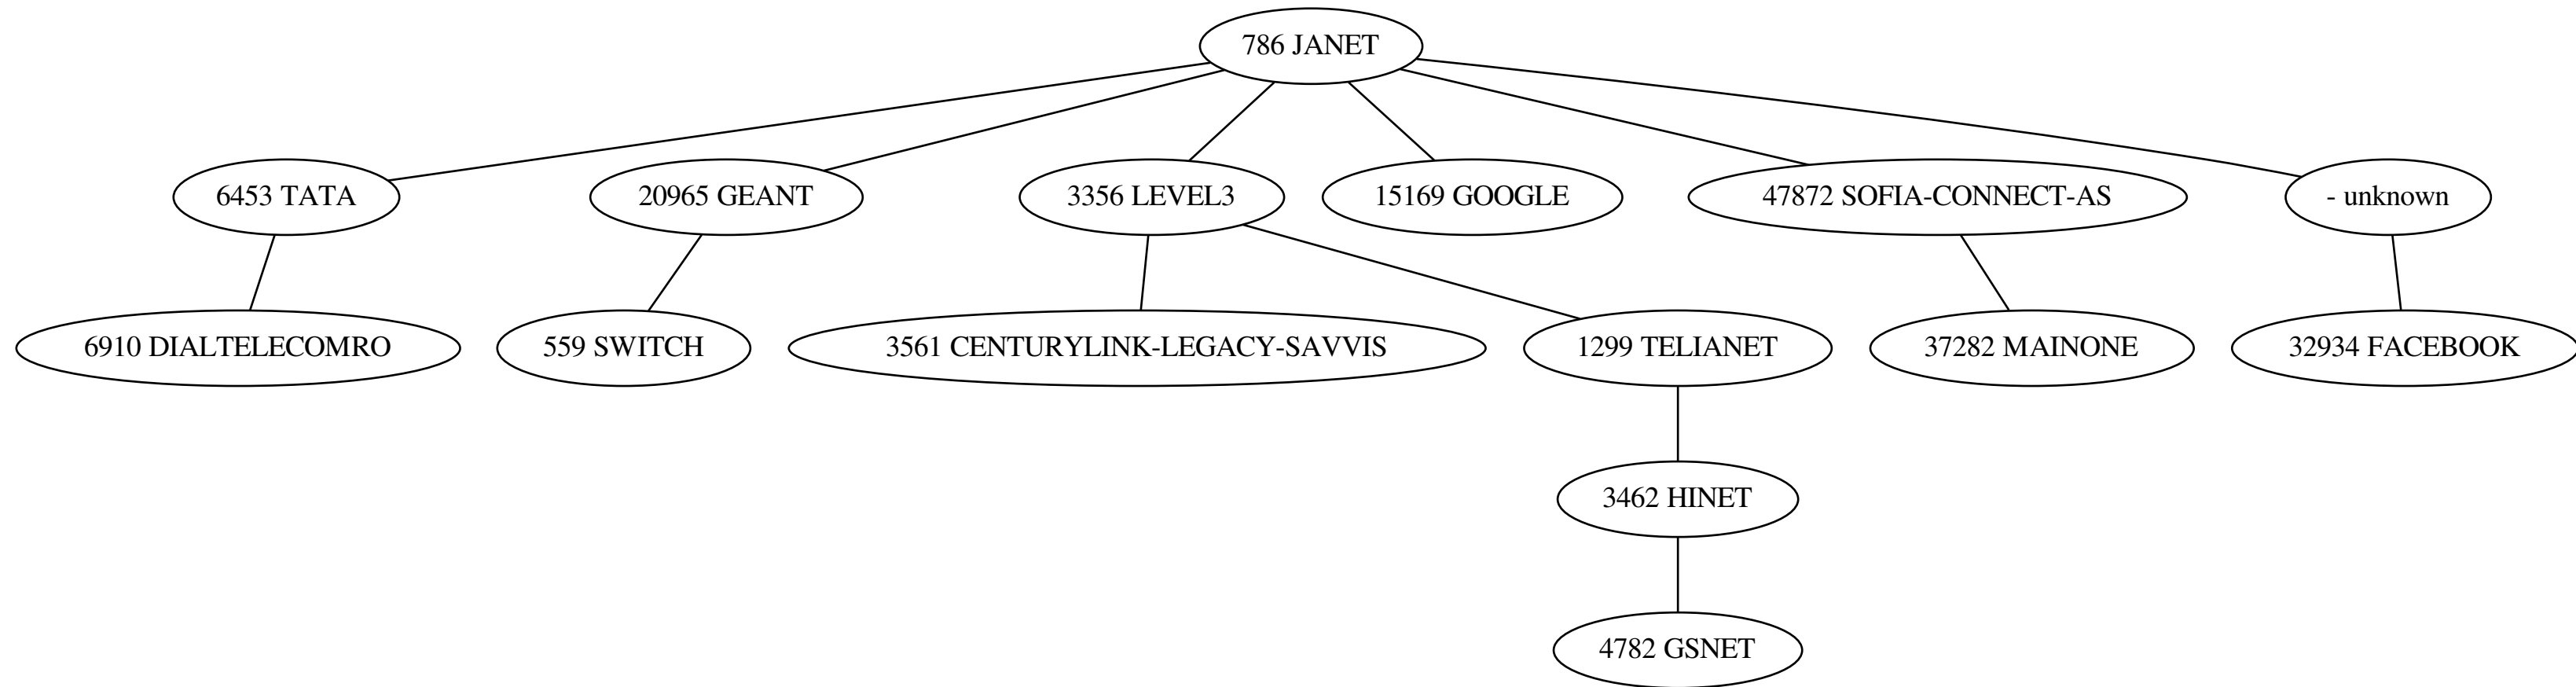 786 JANET
6453 TATA
20965 GEANT
3356 LEVEL3
15169 GOOGLE
47872 SOFIA-CONNECT-AS
- unknown
6910 DIALTELECOMRO
559 SWITCH
3561 CENTURYLINK-LEGACY-SAVVIS
1299 TELIANET
37282 MAINONE
32934 FACEBOOK
3462 HINET
4782 GSNET